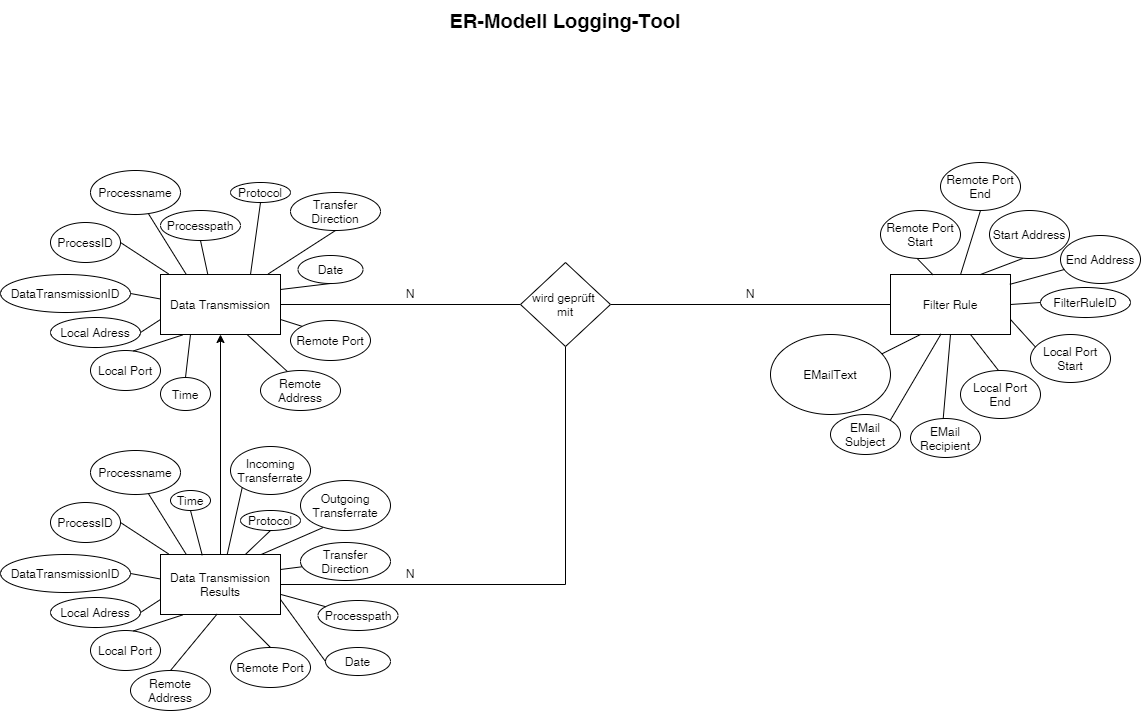 ER-Modell Logging-Tool
Processname
Protocol
Processpath
Transfer
Direction
ProcessID
Date
DataTransmissionID
Data Transmission
Local Adress
Remote Port
Local Port
Time
Remote
Address
N
wird geprüft
mit
N
Remote Port
End
Remote Port
Start
Start Address
End Address
Filter Rule
FilterRuleID
Local Port
Start
EMailText
Local Port
End
EMail
Subject
EMail
Recipient
Processname
Incoming
Transferrate
Time
Outgoing
Transferrate
ProcessID
Protocol
Transfer
Direction
DataTransmissionID
Data Transmission
Results
N
Local Adress
Processpath
Local Port
Remote Port
Date
Remote
Address